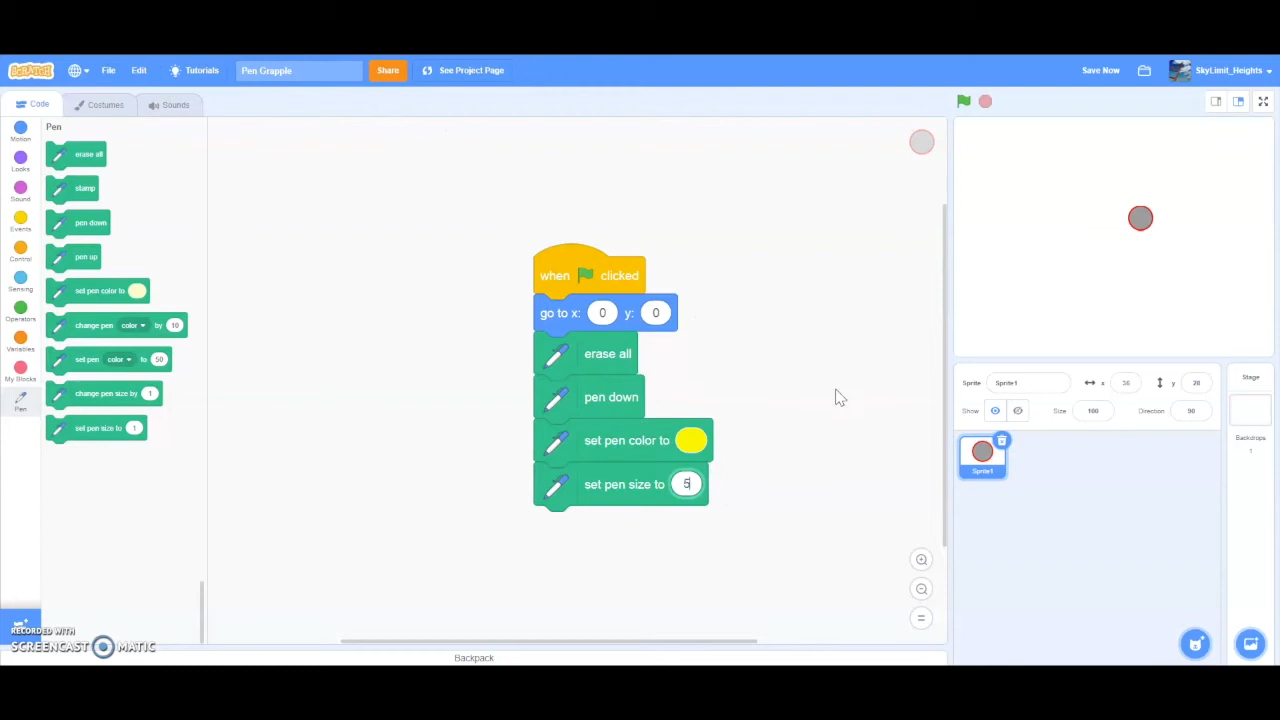 SCRATCH File Edit Tutorials Pen Grapple Share See Project Page Save Now SkyLimit_Heights
Code Costumes Sounds
Motion
Looks
Sound
Events
Control
Sensing
Operators
Variables
My Blocks
Pen
Pen
erase all
stamp
pen down
pen up
set pen color to
change pen color by 10
set pen color to 50
change pen size by 1
set pen size to 1
when clicked
go to x: 0 y: 0
erase all
pen down
set pen color to
set pen size to 5
Sprite Sprite1 x 36 y 28
Show Size 100 Direction 90
Sprite1
Stage
Backdrops
1
RECORDED WITH
SCREENCAST MATIC
Backpack